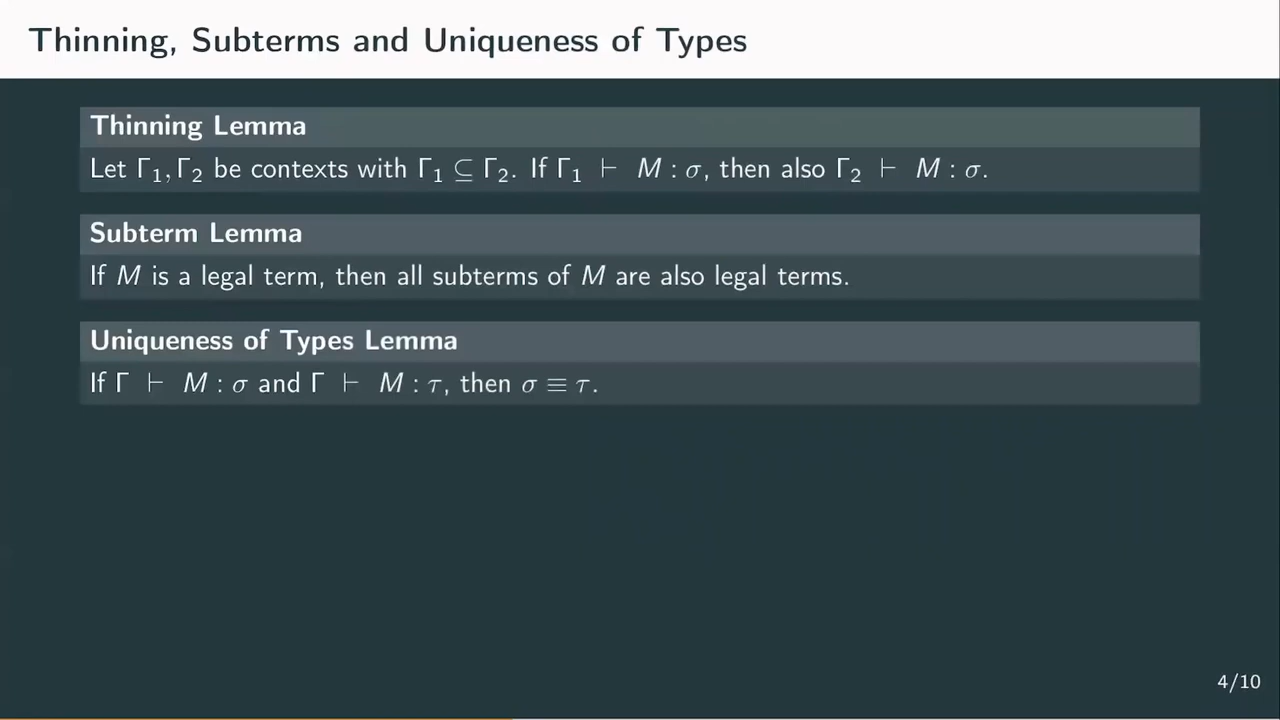 Thinning, Subterms and Uniqueness of Types
Thinning Lemma
Let Γ₁, Γ₂ be contexts with Γ₁ ⊆ Γ₂. If Γ₁ ⊢ M : σ, then also Γ₂ ⊢ M : σ.
Subterm Lemma
If M is a legal term, then all subterms of M are also legal terms.
Uniqueness of Types Lemma
If Γ ⊢ M : σ and Γ ⊢ M : τ, then σ ≡ τ.
4/10